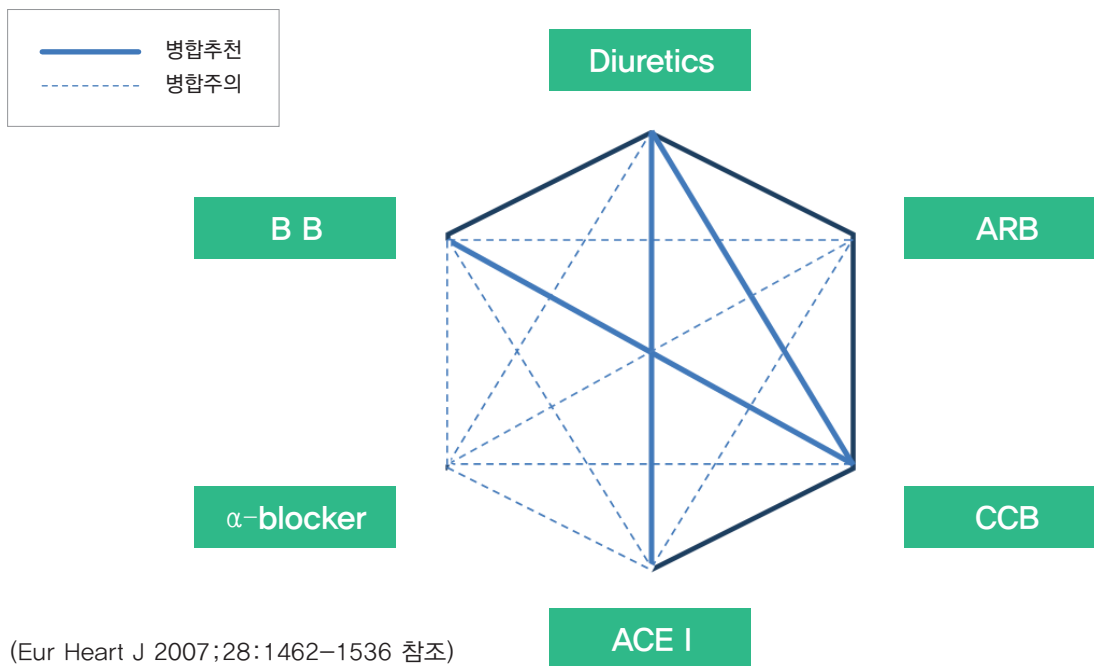 병합추천
병합주의
Diuretics
B B
ARB
α-blocker
CCB
ACE I
(Eur Heart J 2007;28:1462-1536 참조)